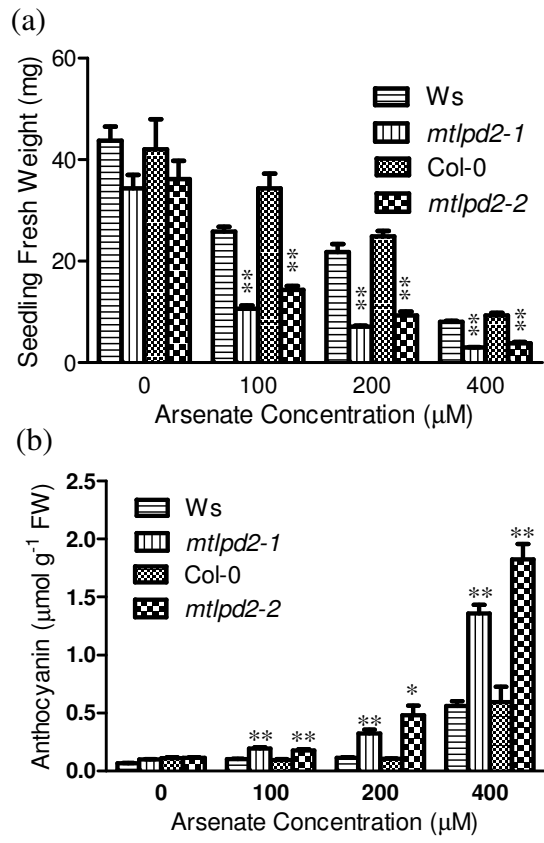 (a)
Seedling Fresh Weight (mg)
60
40
20
0
Ws
mtlpd2-1
Col-0
mtlpd2-2
** ** ** ** ** **
0 100 200 400
Arsenate Concentration (μM)
(b)
Anthocyanin (μmol g⁻¹ FW)
2.5
2.0
1.5
1.0
0.5
0.0
Ws
mtlpd2-1
Col-0
mtlpd2-2
** ** ** * ** **
0 100 200 400
Arsenate Concentration (μM)